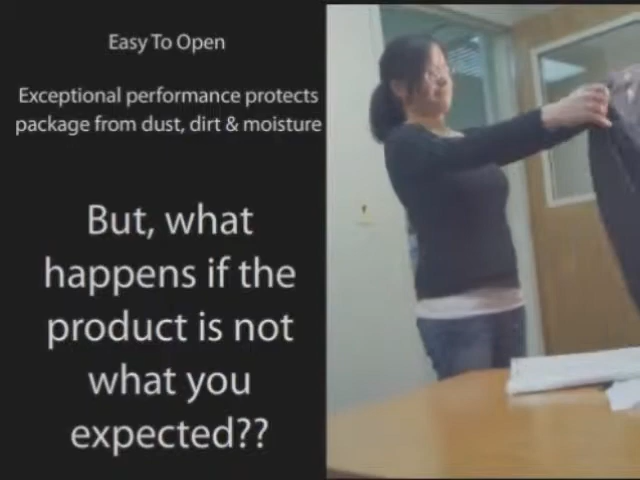 Easy To Open
Exceptional performance protects
package from dust, dirt & moisture
But, what
happens if the
product is not
what you
expected??